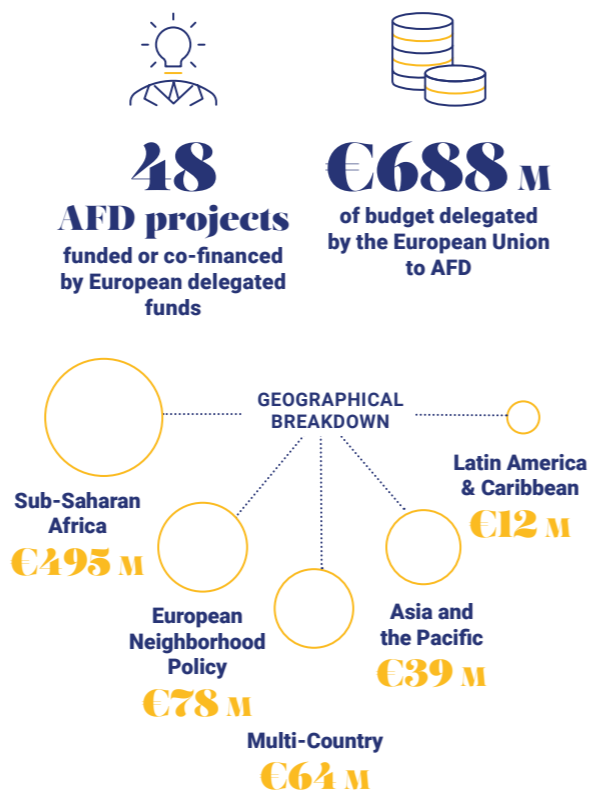 48
AFD projects
funded or co-financed
by European delegated
funds
€688 M
of budget delegated
by the European Union
to AFD
GEOGRAPHICAL
BREAKDOWN
Sub-Saharan
Africa
€495 M
European
Neighborhood
Policy
€78 M
Multi-Country
€64 M
Asia and
the Pacific
€39 M
Latin America
& Caribbean
€12 M